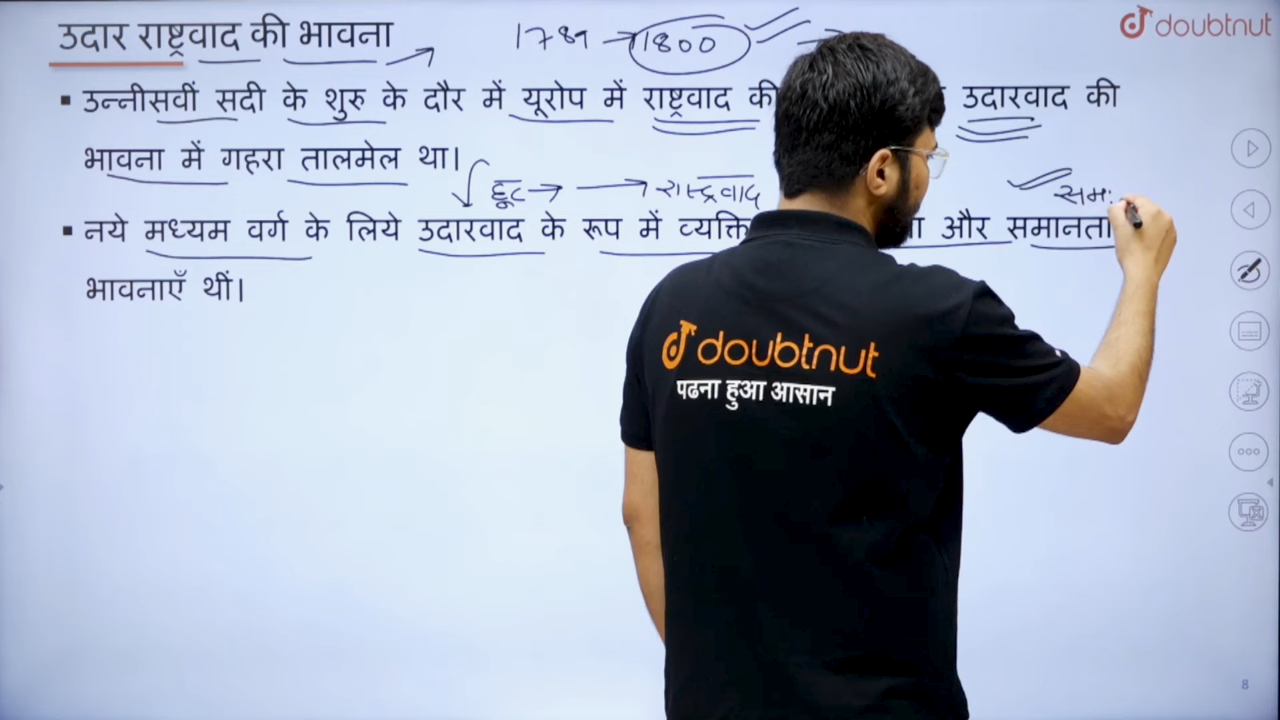 उदार राष्ट्रवाद की भावना
1789 → 1800
doubtnut
उन्नीसवीं सदी के शुरु के दौर में यूरोप में राष्ट्रवाद की उदारवाद की
भावना में गहरा तालमेल था।
छूट → → राष्ट्रवाद
नये मध्यम वर्ग के लिये उदारवाद के रूप में व्यक्ति और समानता
भावनाएँ थीं।
doubtnut
पढना हुआ आसान
8